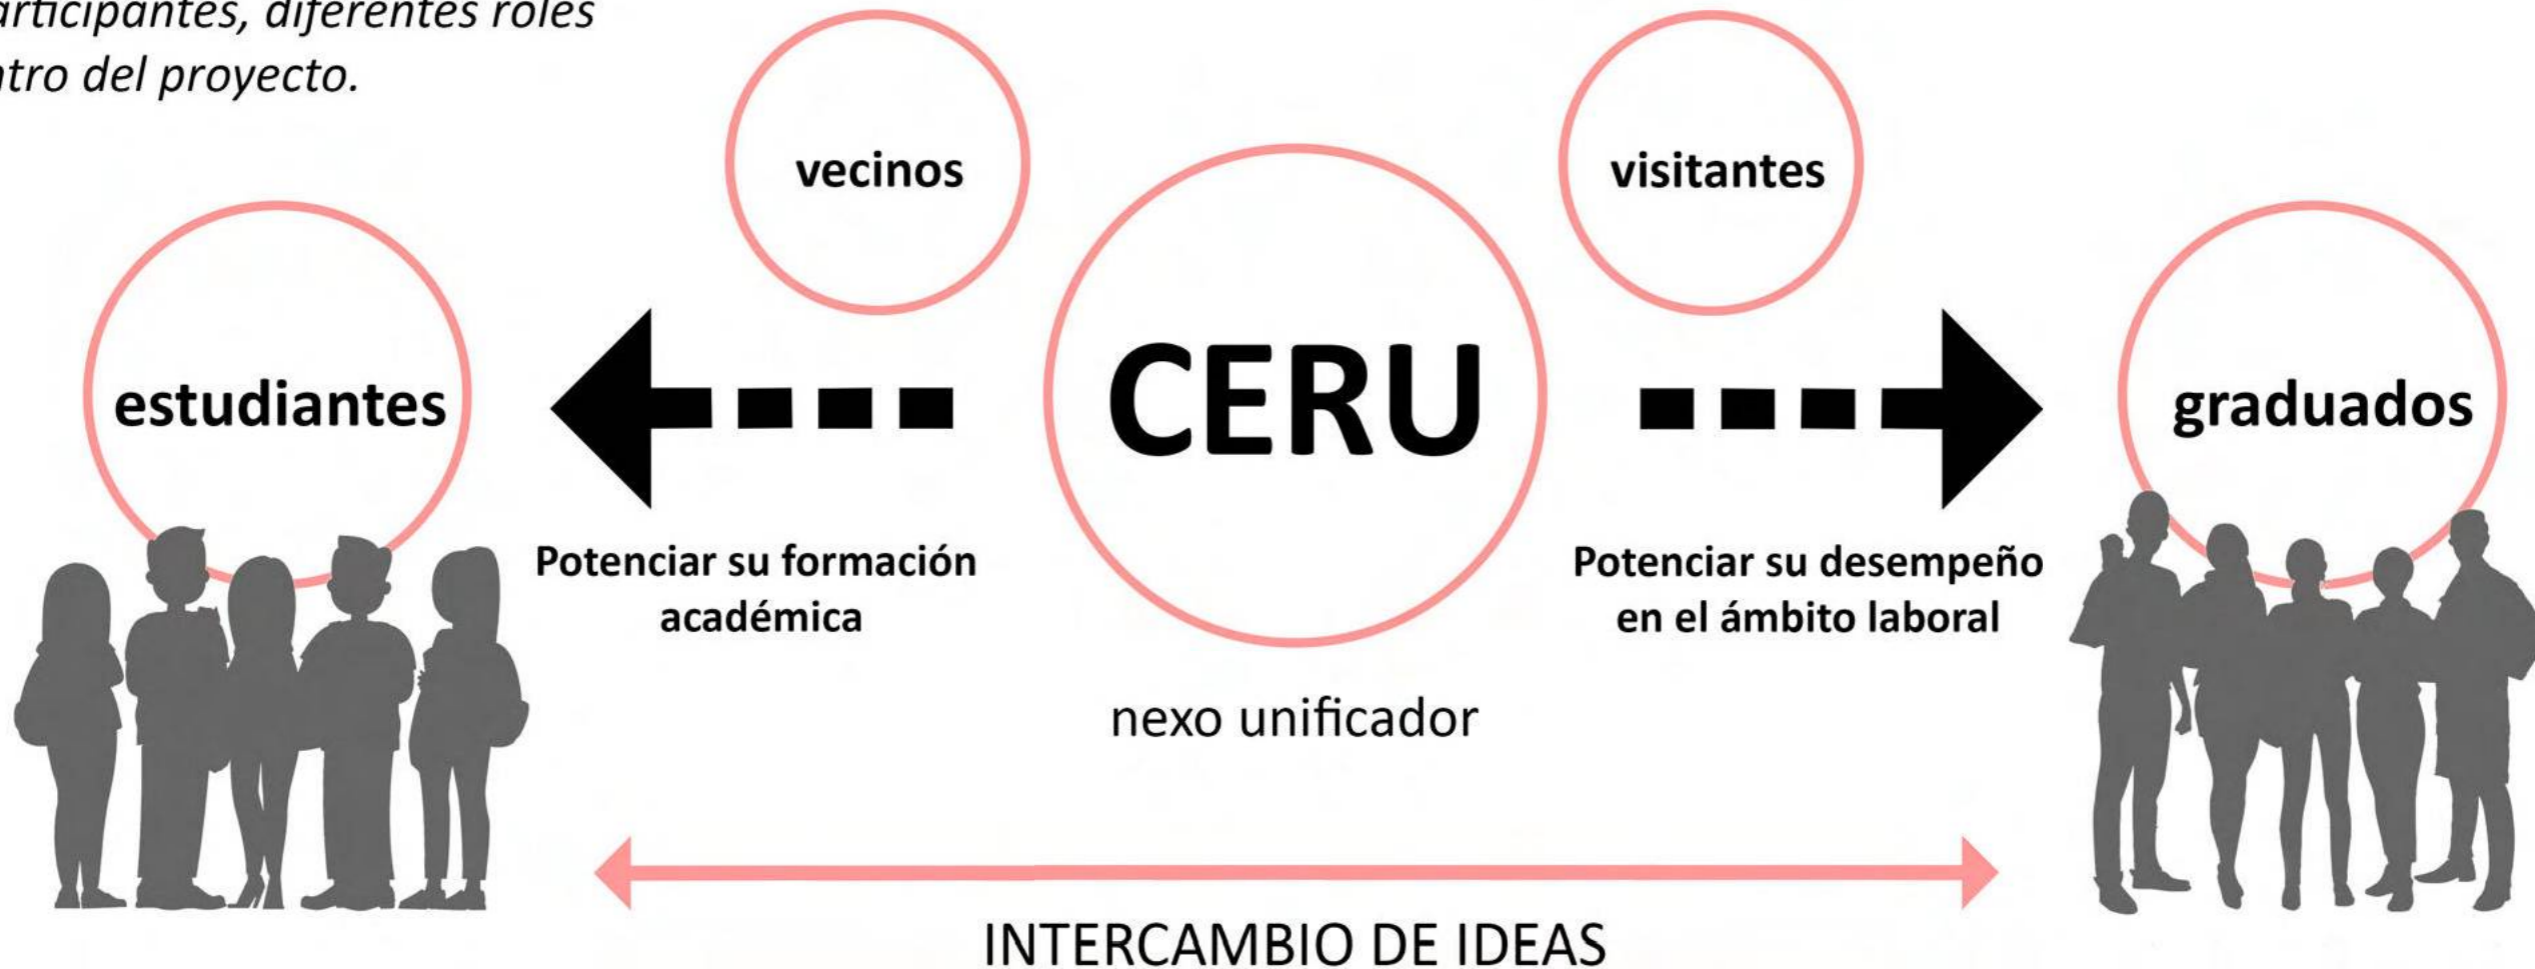 articipantes, diferentes roles
ntro del proyecto.
vecinos
visitantes
estudiantes
CERU
graduados
Potenciar su formación
académica
Potenciar su desempeño
en el ámbito laboral
nexo unificador
INTERCAMBIO DE IDEAS